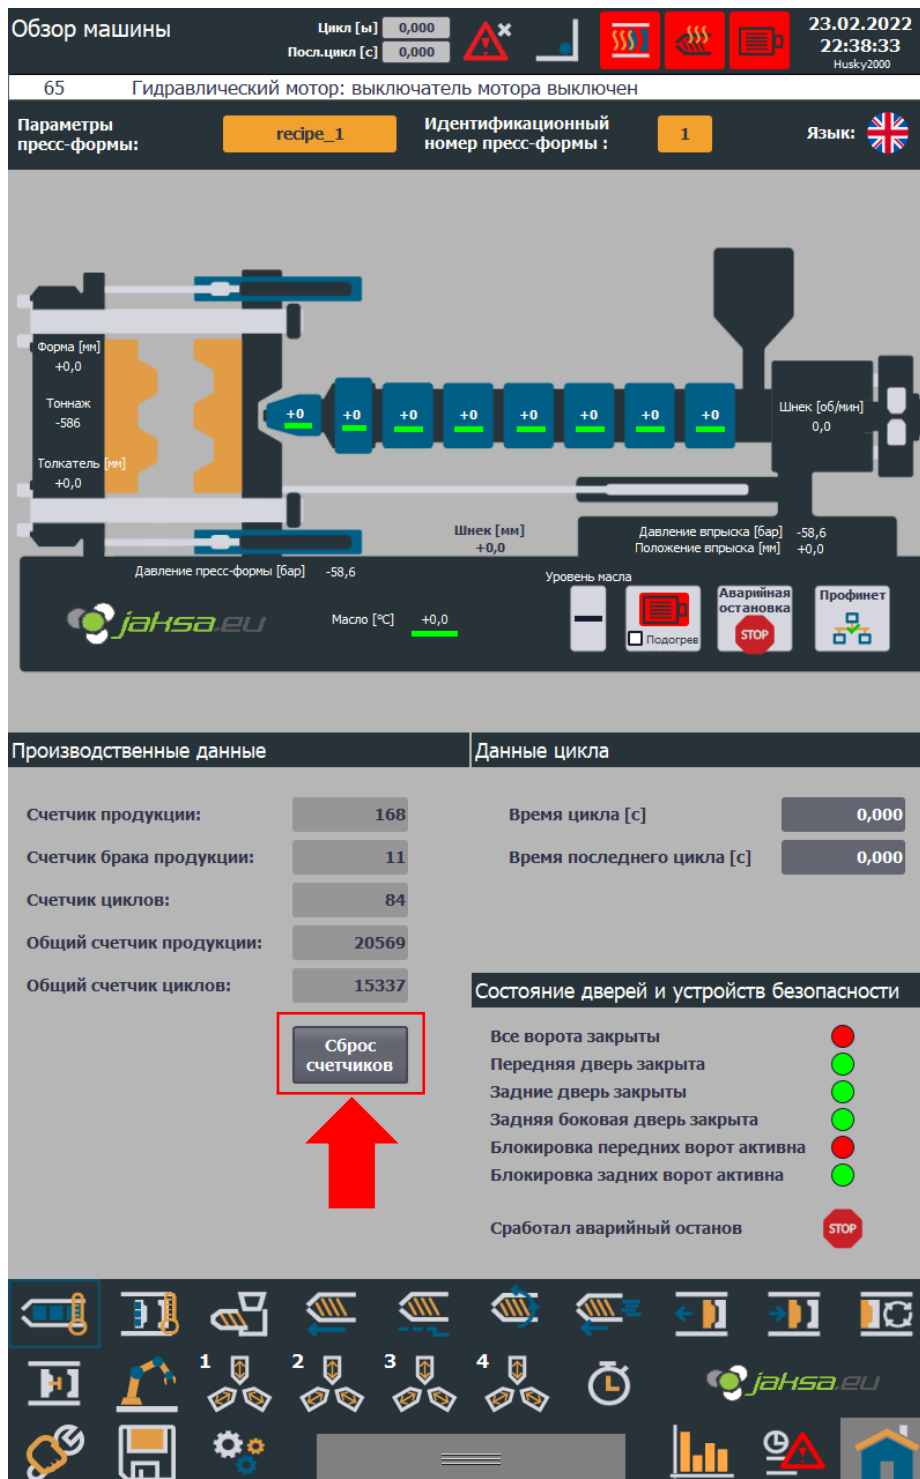 Обзор машины
Цикл [ы] 0,000
Посл.цикл [с] 0,000
23.02.2022
22:38:33
Husky2000
65 Гидравлический мотор: выключатель мотора выключен
Параметры
пресс-формы:
recipe_1
Идентификационный
номер пресс-формы :
1
Язык:
Форма [мм]
+0,0
Тоннаж
-586
Толкатель [мм]
+0,0
+0 +0 +0 +0 +0 +0 +0 +0
Шнек [об/мин]
0,0
Шнек [мм]
+0,0
Давление впрыска [бар] -58,6
Положение впрыска [мм] +0,0
Давление пресс-формы [бар] -58,6
jaksa.eu
Масло [°C] +0,0
Уровень масла
Подогрев
Аварийная
остановка
STOP
Профинет
Производственные данные
Счетчик продукции: 168
Счетчик брака продукции: 11
Счетчик циклов: 84
Общий счетчик продукции: 20569
Общий счетчик циклов: 15337
Сброс
счетчиков
Данные цикла
Время цикла [с] 0,000
Время последнего цикла [с] 0,000
Состояние дверей и устройств безопасности
Все ворота закрыты
Передняя дверь закрыта
Задние дверь закрыты
Задняя боковая дверь закрыта
Блокировка передних ворот активна
Блокировка задних ворот активна
Сработал аварийный останов STOP
1 2 3 4
jaksa.eu